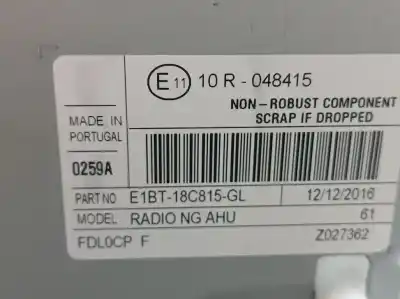 E 11 10 R - 048415
NON-ROBUST COMPONENT
SCRAP IF DROPPED
MADE IN
PORTUGAL
0259A
PART NO E1BT-18C815-GL 12/12/2016
MODEL RADIO NG AHU 61
FDL0CP F Z027362